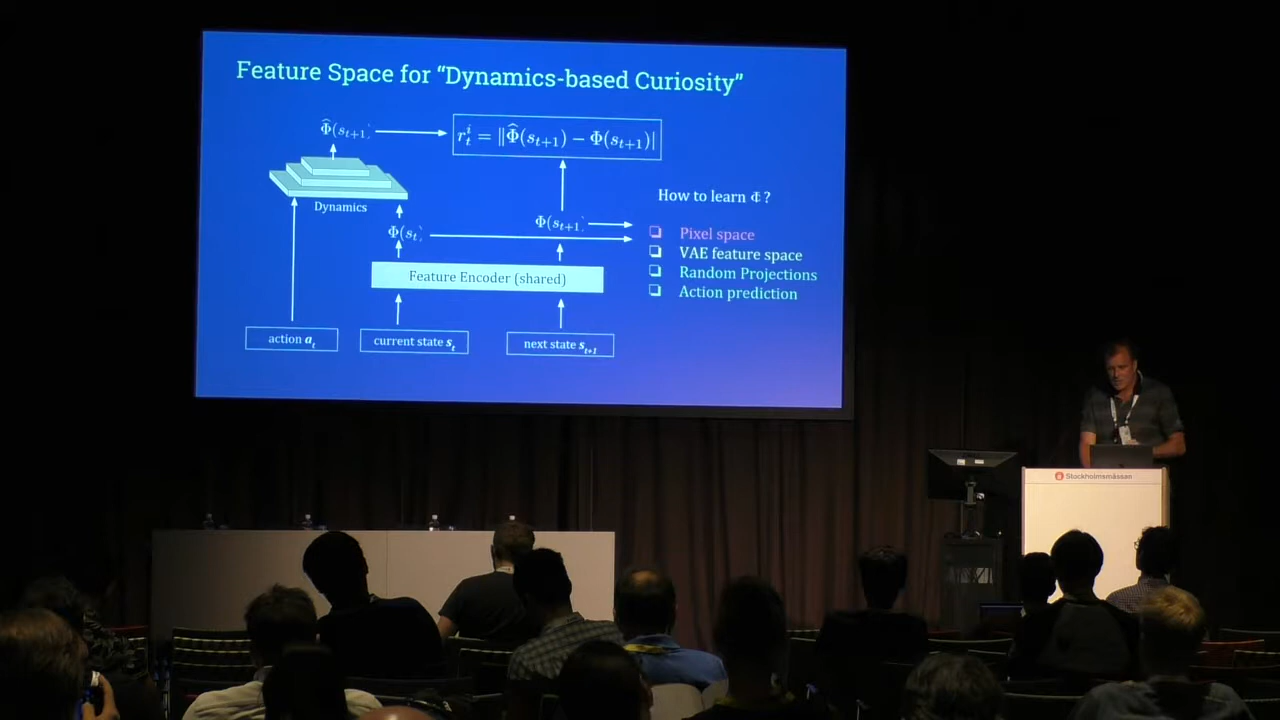 Feature Space for “Dynamics-based Curiosity”
Φ̂(s_{t+1})
r_t^i = ‖Φ̂(s_{t+1}) − Φ(s_{t+1})|
How to learn Φ ?
Dynamics
Φ(s_{t+1})
Φ(s_t)
❑ Pixel space
❑ VAE feature space
❑ Random Projections
❑ Action prediction
Feature Encoder (shared)
action a_t
current state s_t
next state s_{t+1}
Stockholmsmässan